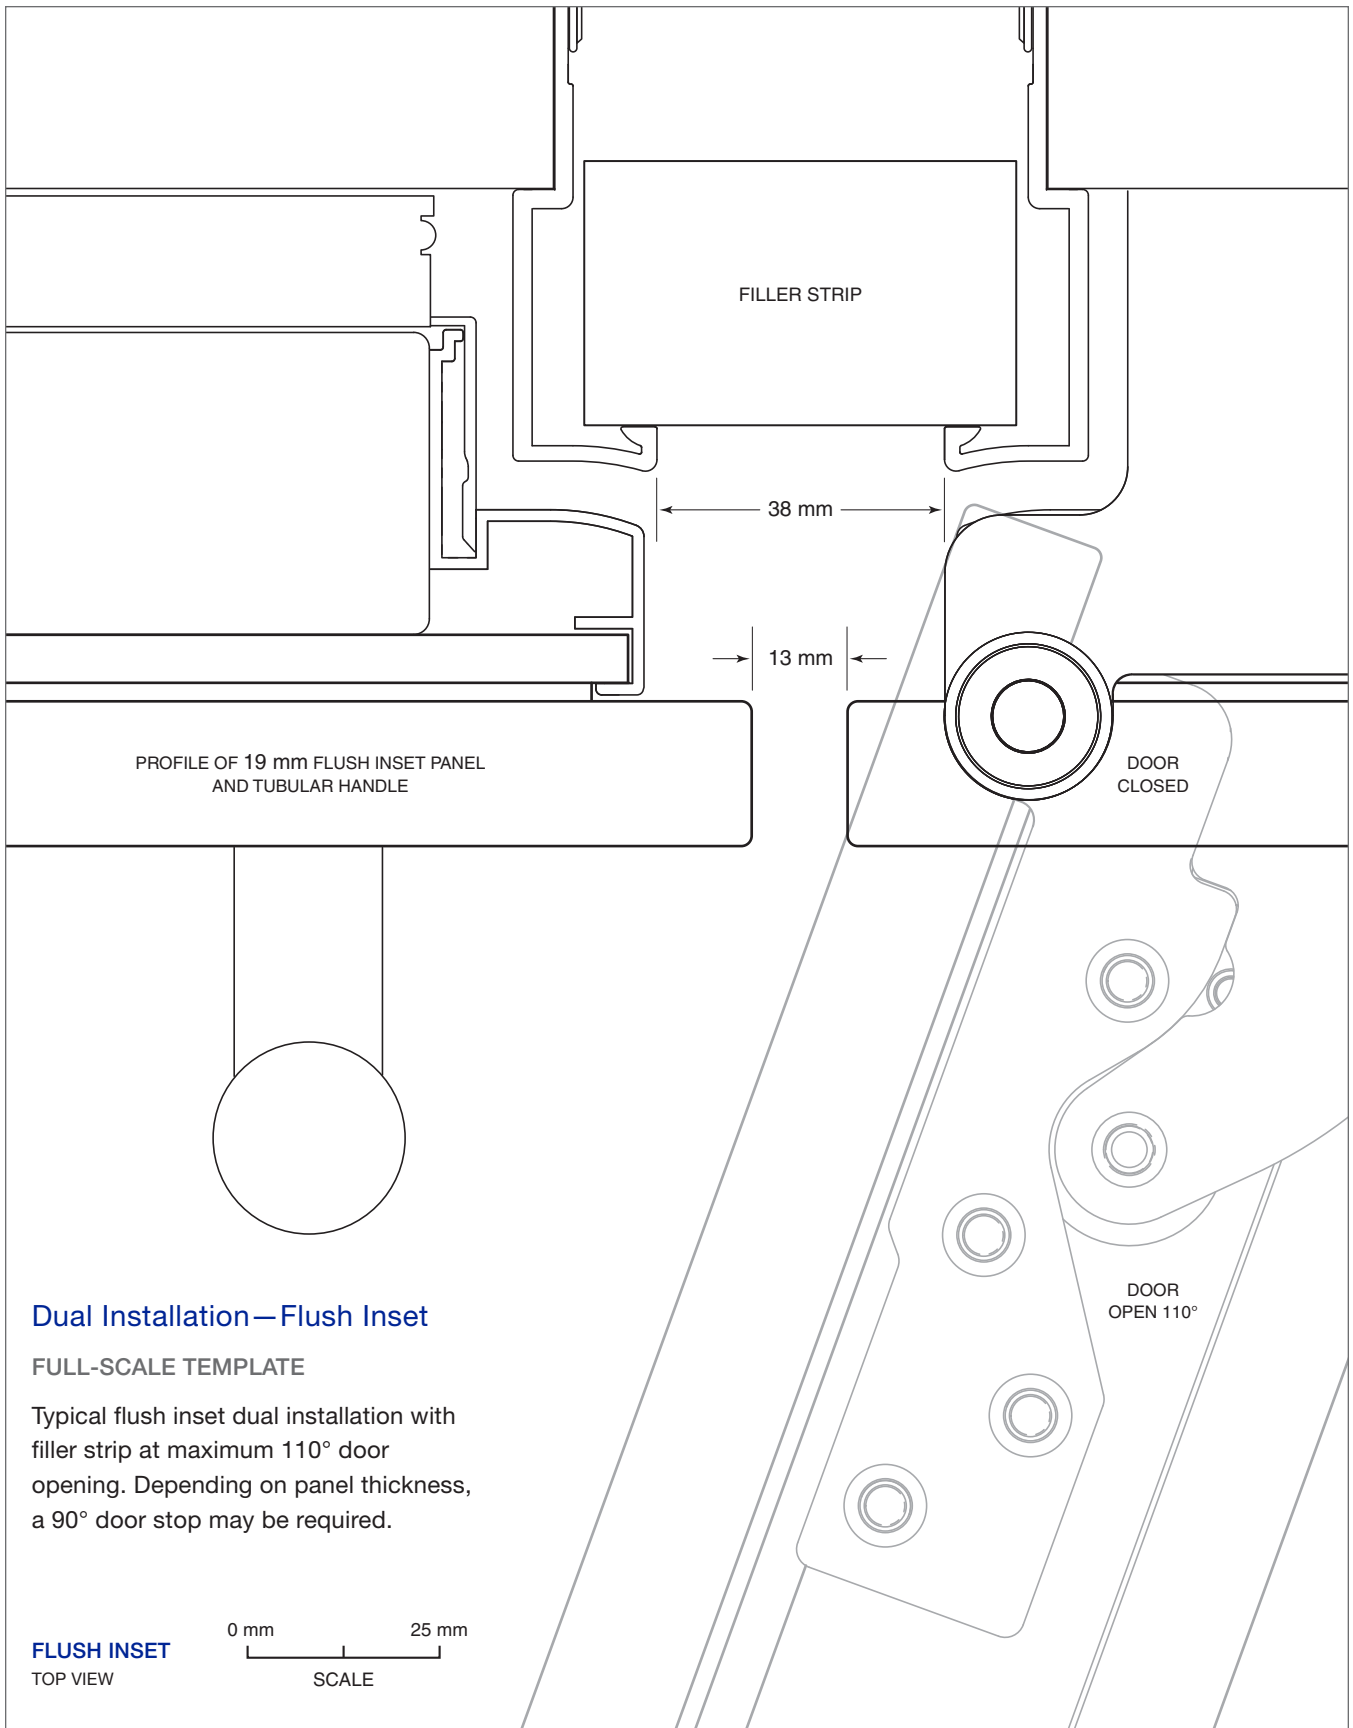 FILLER STRIP
38 mm
13 mm
PROFILE OF 19 mm FLUSH INSET PANEL
AND TUBULAR HANDLE
DOOR
CLOSED
DOOR
OPEN 110°
Dual Installation—Flush Inset
FULL-SCALE TEMPLATE
Typical flush inset dual installation with
filler strip at maximum 110° door
opening. Depending on panel thickness,
a 90° door stop may be required.
0 mm 25 mm
FLUSH INSET
TOP VIEW
SCALE